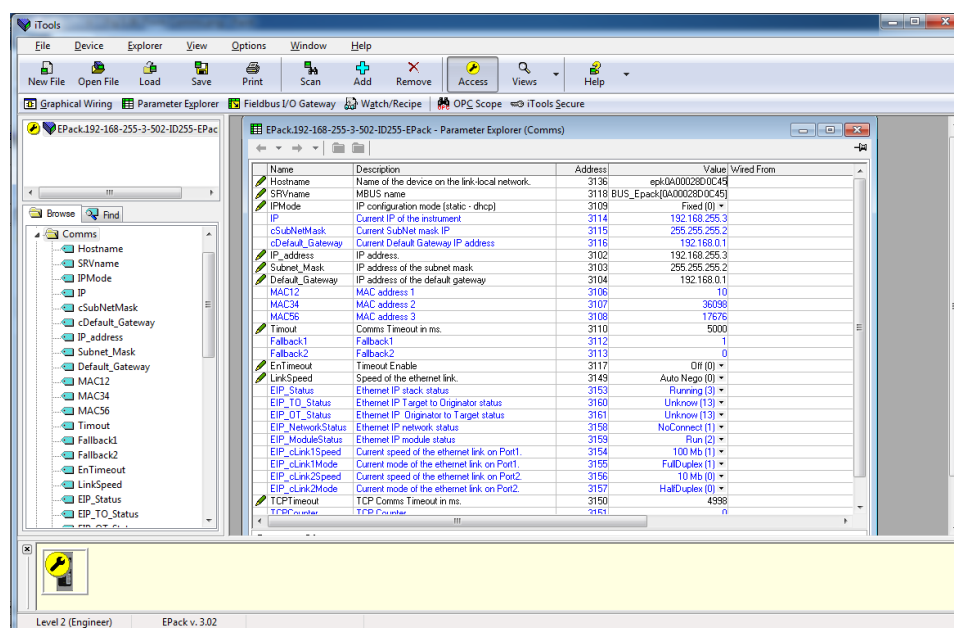 iTools
File Device Explorer View Options Window Help
New File Open File Load Save Print Scan Add Remove Access Views Help
Graphical Wiring Parameter Explorer Fieldbus I/O Gateway Watch/Recipe OPC Scope iTools Secure
EPack.192-168-255-3-502-ID255-EPac
Browse Find
Comms
Hostname
SRVname
IPMode
IP
cSubNetMask
cDefault_Gateway
IP_address
Subnet_Mask
Default_Gateway
MAC12
MAC34
MAC56
Timout
Fallback1
Fallback2
EnTimeout
LinkSpeed
EIP_Status
EIP_TO_Status
EIP_OT_Status
EPack.192-168-255-3-502-ID255-EPack - Parameter Explorer (Comms)
Name Description Address Value Wired From
Hostname Name of the device on the link-local network. 3136 epk0A00028D0C45
SRVname MBUS name 3118 BUS_Epack[0A00028D0C45]
IPMode IP configuration mode (static - dhcp) 3109 Fixed (0)
IP Current IP of the instrument 3114 192.168.255.3
cSubNetMask Current SubNet mask IP 3115 255.255.255.2
cDefault_Gateway Current Default Gateway IP address 3116 192.168.0.1
IP_address IP address. 3102 192.168.255.3
Subnet_Mask IP address of the subnet mask 3103 255.255.255.2
Default_Gateway IP address of the default gateway 3104 192.168.0.1
MAC12 MAC address 1 3106 10
MAC34 MAC address 2 3107 36098
MAC56 MAC address 3 3108 17676
Timout Comms Timeout in ms. 3110 5000
Fallback1 Fallback1 3112 1
Fallback2 Fallback2 3113 0
EnTimeout Timeout Enable 3117 Off (0)
LinkSpeed Speed of the ethernet link. 3149 Auto Nego (0)
EIP_Status Ethernet IP stack status 3153 Running (3)
EIP_TO_Status Ethernet IP Target to Originator status 3160 Unknow (13)
EIP_OT_Status Ethernet IP Originator to Target status 3161 Unknow (13)
EIP_NetworkStatus Ethernet IP network status 3158 NoConnect (1)
EIP_ModuleStatus Ethernet IP module status 3159 Run (2)
EIP_cLink1Speed Current speed of the ethernet link on Port1. 3154 100 Mb (1)
EIP_cLink1Mode Current mode of the ethernet link on Port1. 3155 FullDuplex (1)
EIP_cLink2Speed Current speed of the ethernet link on Port2. 3156 10 Mb (0)
EIP_cLink2Mode Current mode of the ethernet link on Port2. 3157 HalfDuplex (0)
TCPTimeout TCP Comms Timeout in ms. 3150 4998
TCPCounter TCP Counter 3151 0
Level 2 (Engineer) EPack v. 3.02